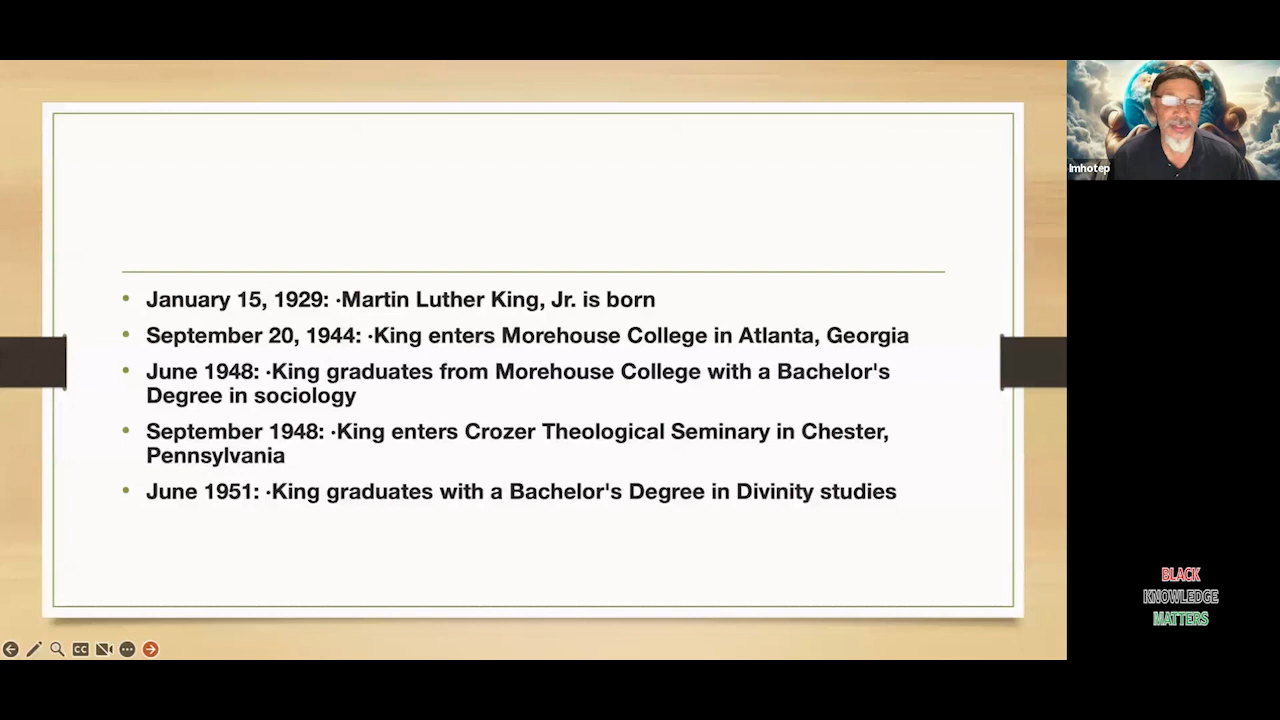 January 15, 1929: ·Martin Luther King, Jr. is born
September 20, 1944: ·King enters Morehouse College in Atlanta, Georgia
June 1948: ·King graduates from Morehouse College with a Bachelor's
Degree in sociology
September 1948: ·King enters Crozer Theological Seminary in Chester,
Pennsylvania
June 1951: ·King graduates with a Bachelor's Degree in Divinity studies
Imhotep
BLACK
KNOWLEDGE
MATTERS
CC